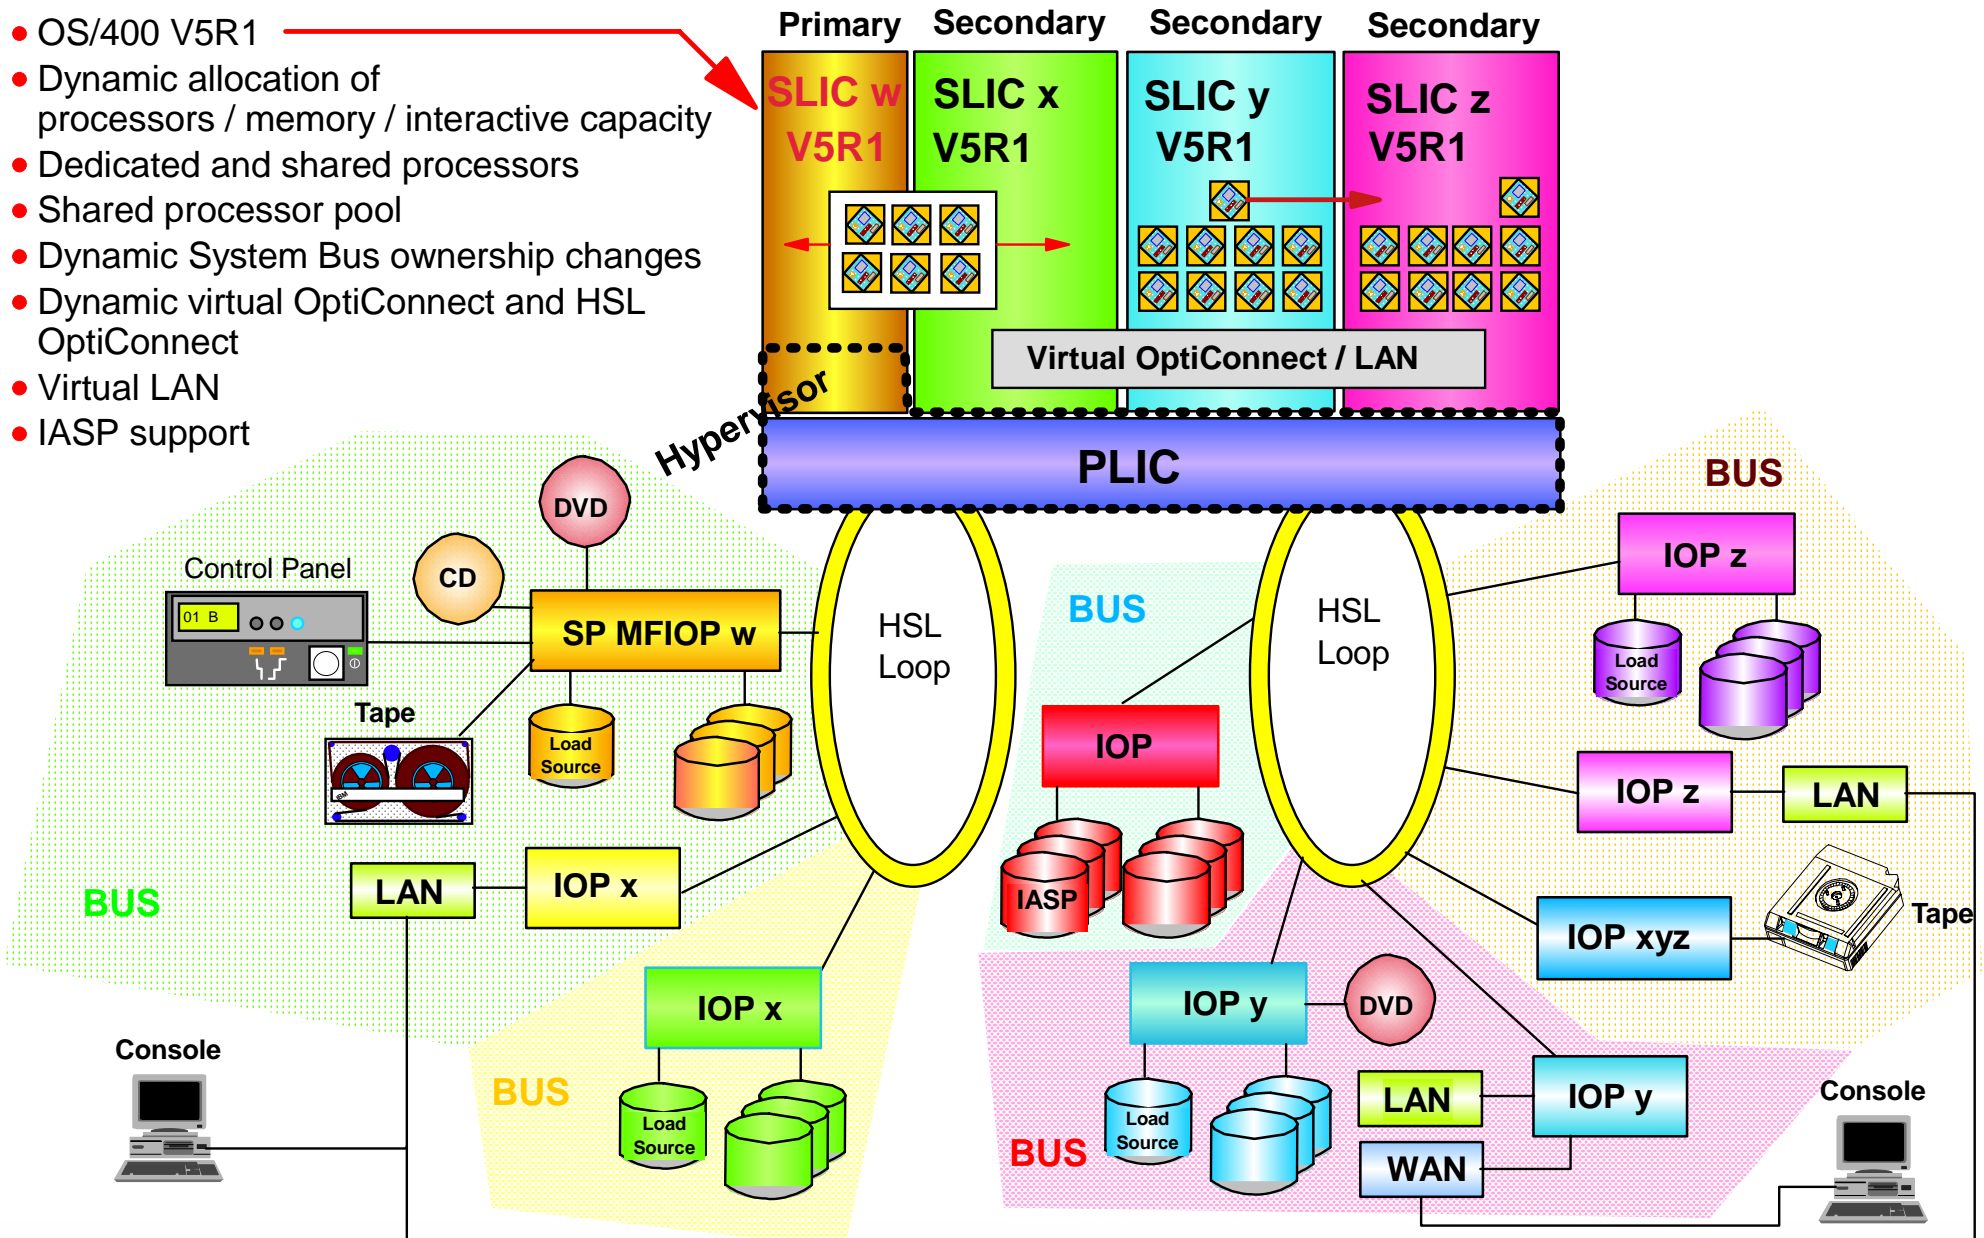 OS/400 V5R1
Dynamic allocation of
processors / memory / interactive capacity
Dedicated and shared processors
Shared processor pool
Dynamic System Bus ownership changes
Dynamic virtual OptiConnect and HSL
OptiConnect
Virtual LAN
IASP support
Primary
Secondary
Secondary
Secondary
SLIC w
V5R1
SLIC x
V5R1
SLIC y
V5R1
SLIC z
V5R1
Virtual OptiConnect / LAN
Hypervisor
PLIC
HSL
Loop
HSL
Loop
DVD
CD
Control Panel
01 B
SP MFIOP w
Tape
IBM
Load
Source
LAN
IOP x
BUS
IOP x
Load
Source
BUS
Console
BUS
IOP
IASP
BUS
IOP z
Load
Source
IOP z
LAN
IOP xyz
Tape
IOP y
DVD
Load
Source
BUS
LAN
IOP y
WAN
Console